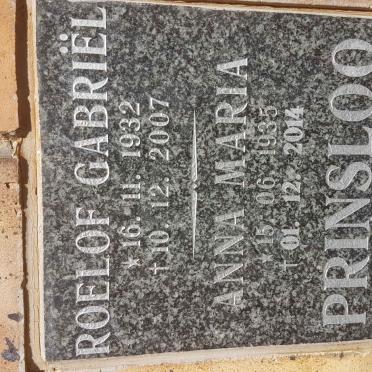 ROELOF GABRIËL
* 16. 11. 1932
† 10. 12. 2007
ANNA MARIA
* 15. 06. 1935
† 01. 12. 2014
PRINSLOO